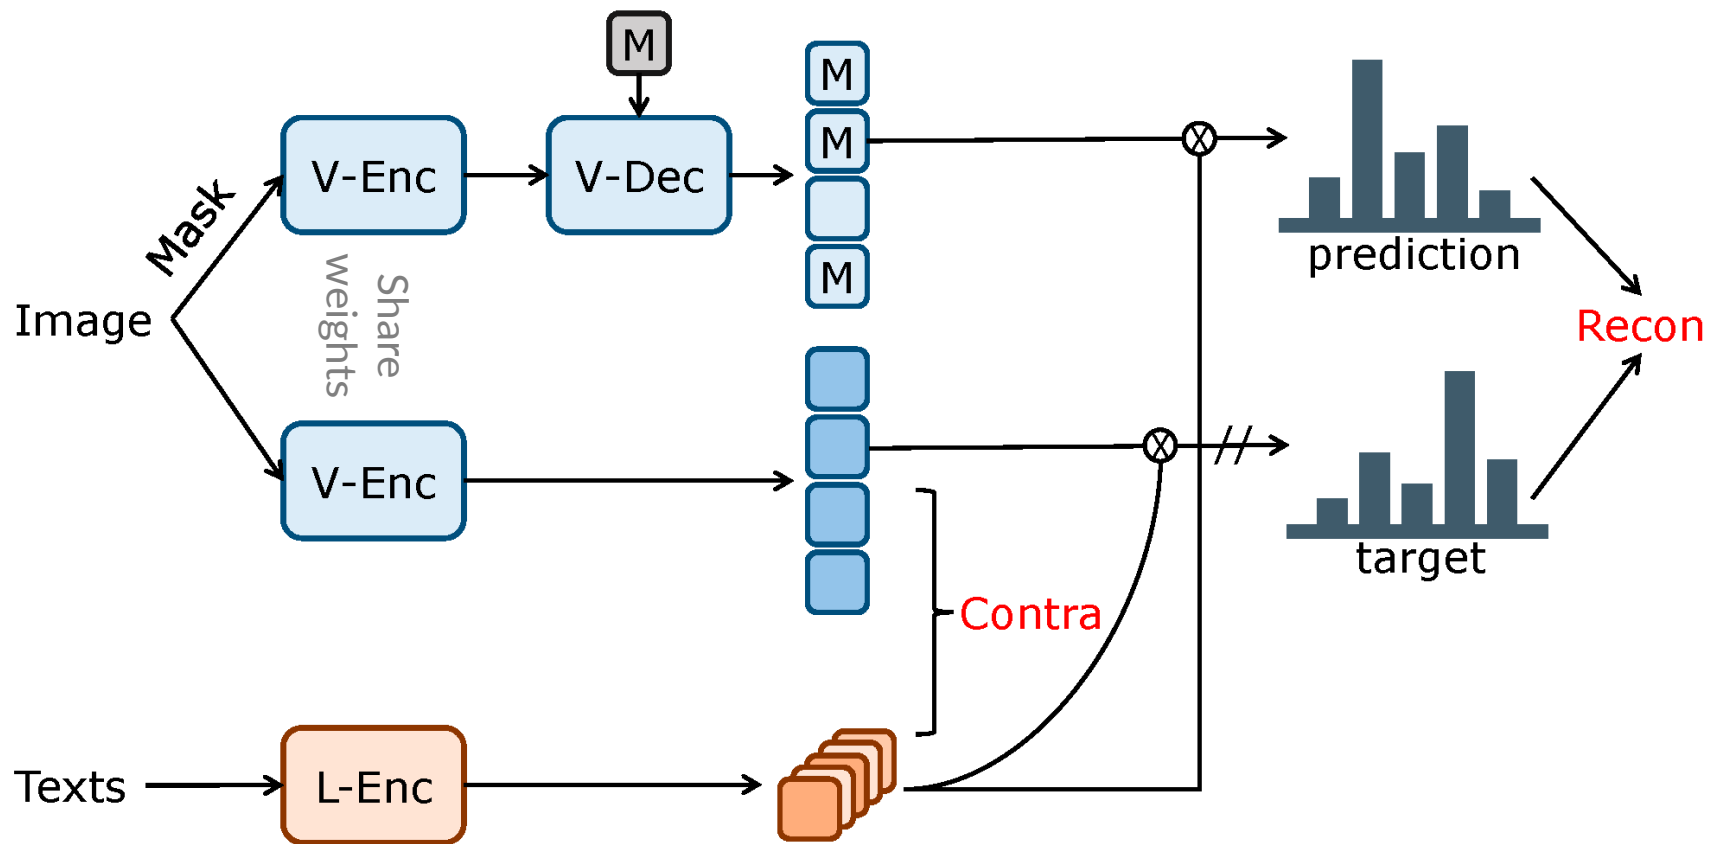 M
V-Enc
V-Dec
M
M
M
Mask
Share
weights
Image
V-Enc
Contra
Texts
L-Enc
X
X
//
prediction
Recon
target